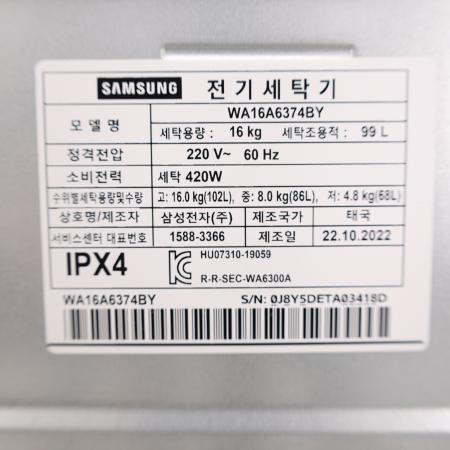 SAMSUNG 전기세탁기
모델명 WA16A6374BY
세탁용량 : 16 kg 세탁조용적 : 99 L
정격전압 220 V~ 60 Hz
소비전력 세탁 420W
수위별세탁용량및수량 고: 16.0 kg(102L), 중: 8.0 kg(86L), 저: 4.8 kg(68L)
상호명/제조자 삼성전자(주) 제조국가 태국
서비스센터 대표번호 1588-3366 제조일 22.10.2022
IPX4 HU07310-19059
R-R-SEC-WA6300A
WA16A6374BY S/N: 0J8Y5DETA03418D